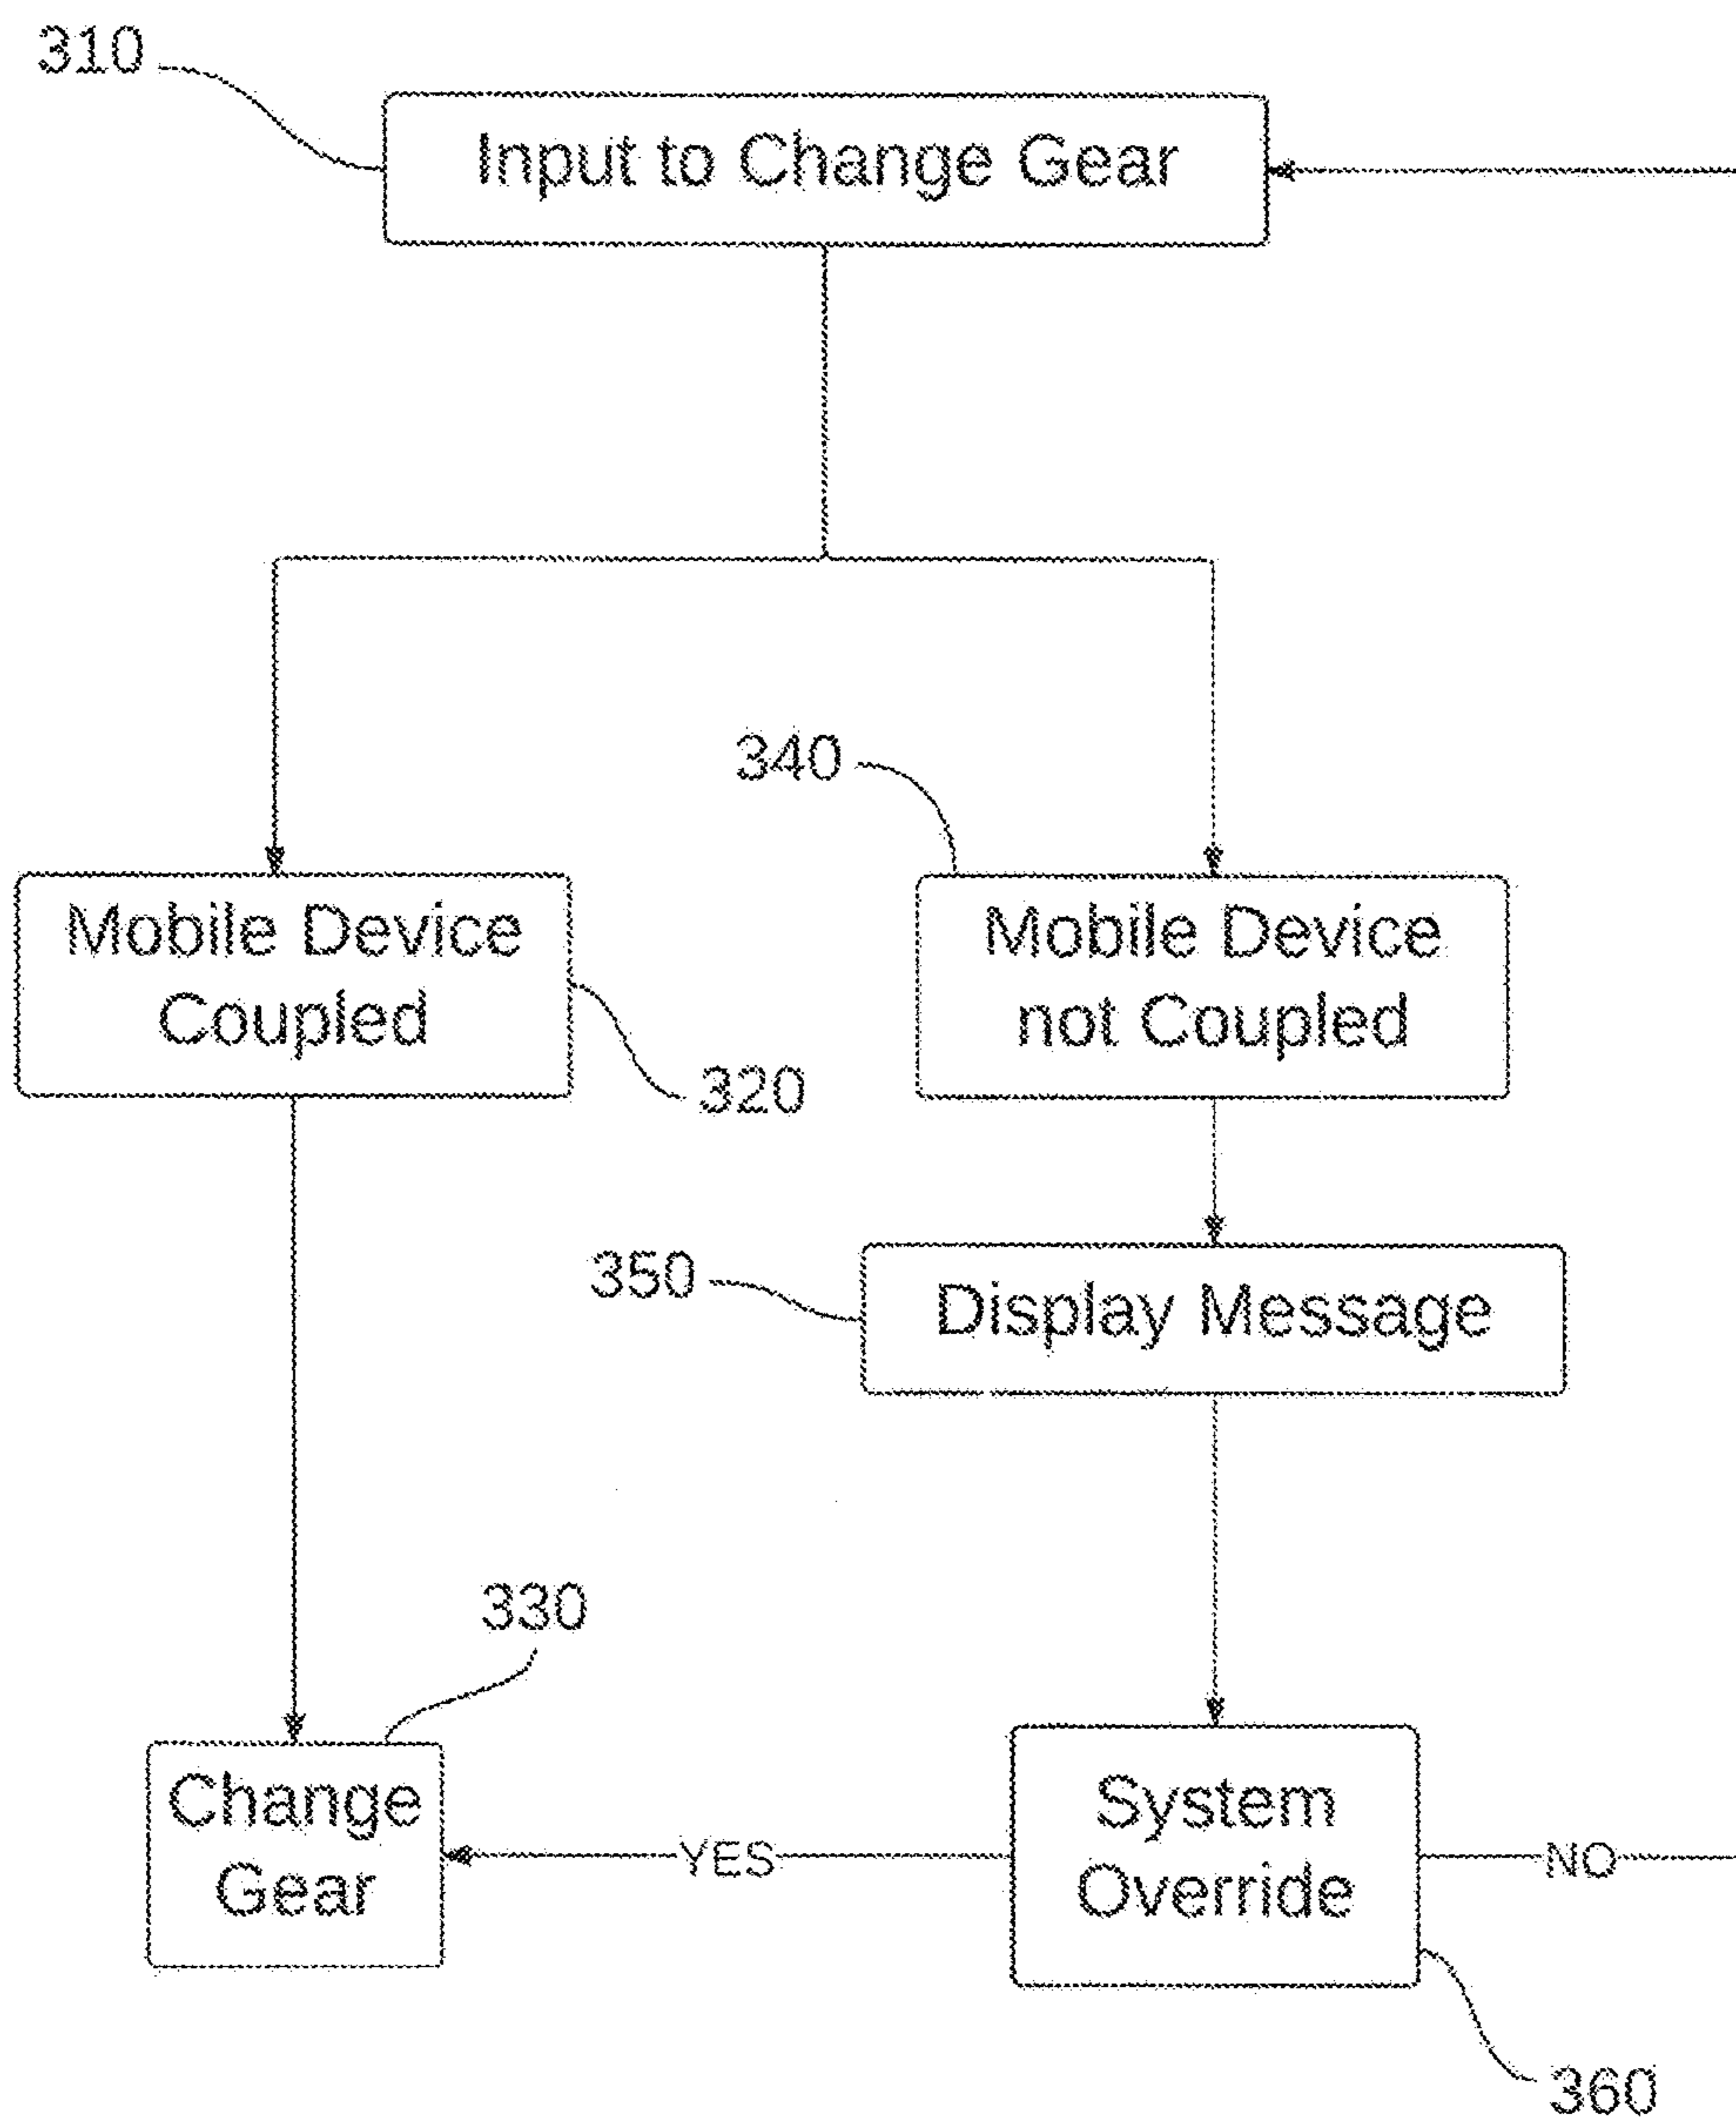 310
Input to Change Gear
340
Mobile Device
Coupled
Mobile Device
not Coupled
320
350
Display Message
330
Change
Gear
YES
System
Override
NO
360